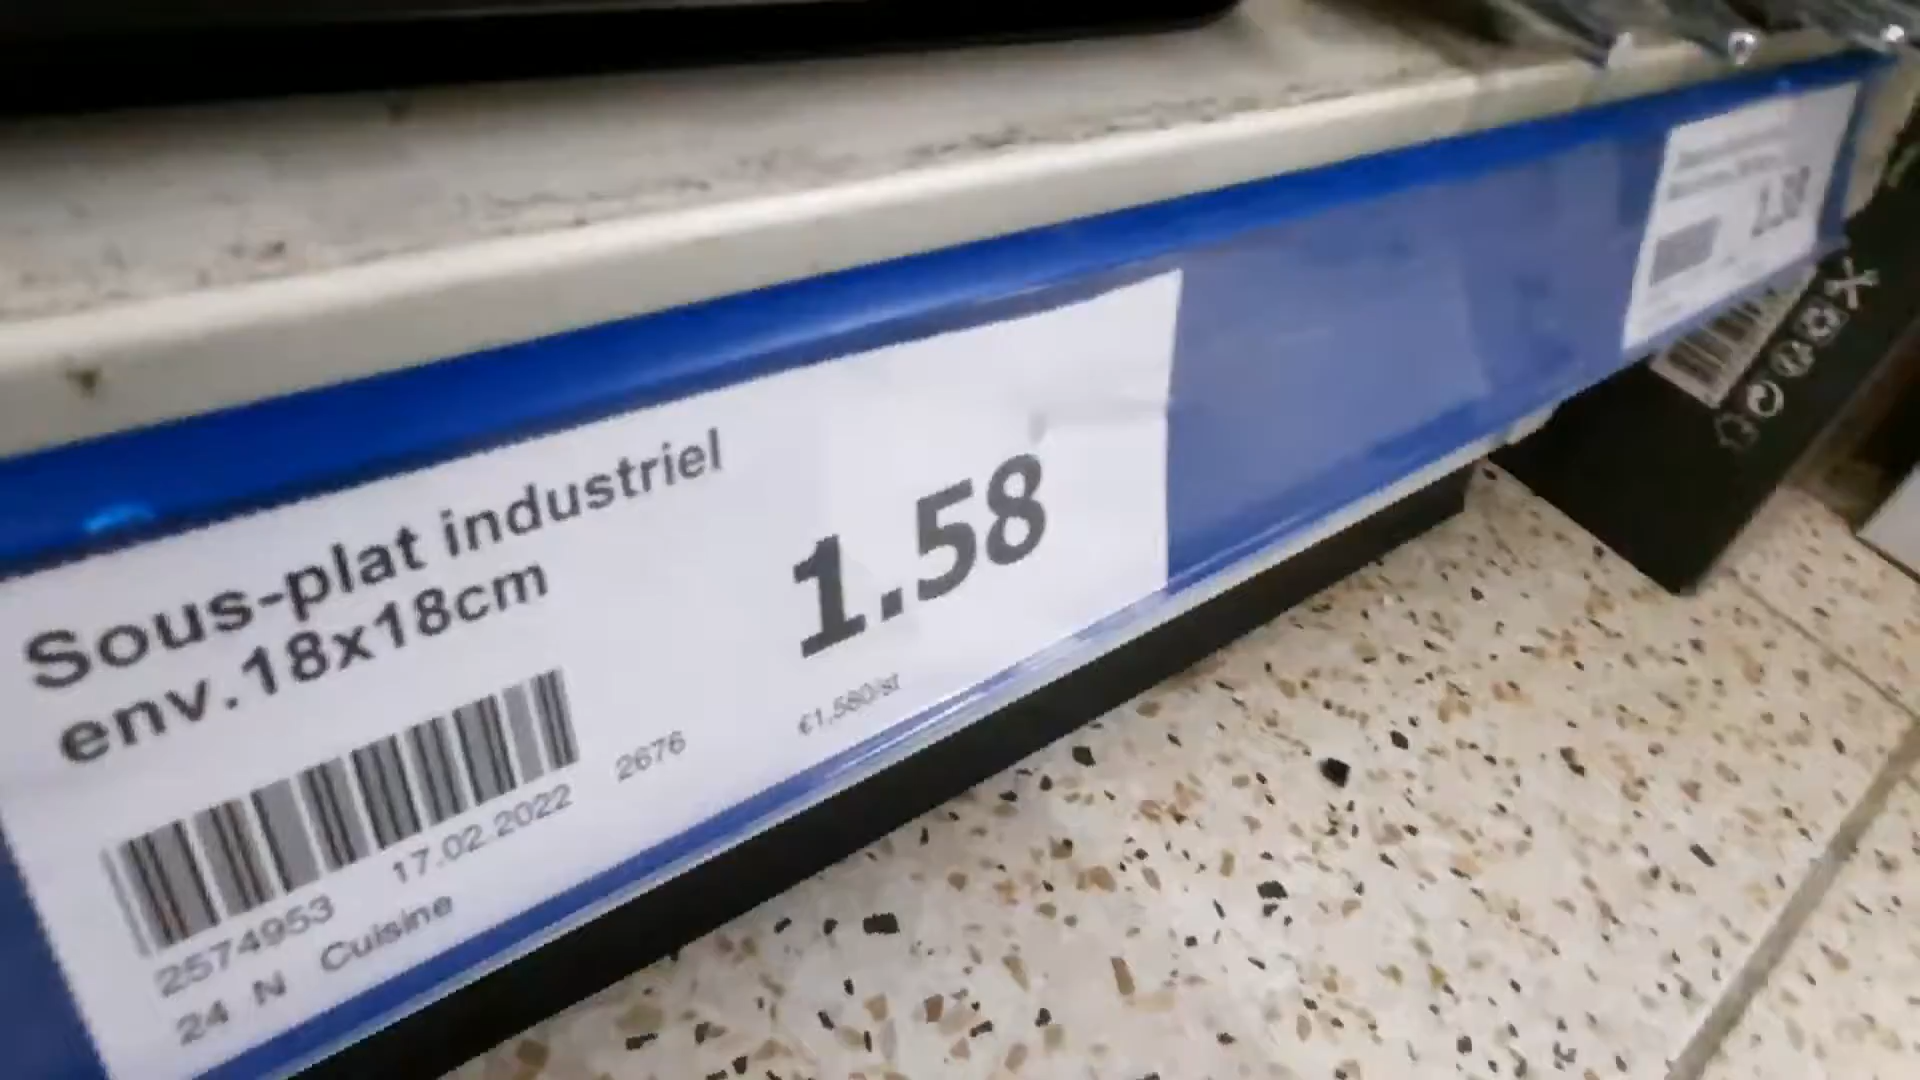 Sous-plat industriel
env.18x18cm
1.58
€1,580/st
2676
2574953 17.02.2022
24 N Cuisine